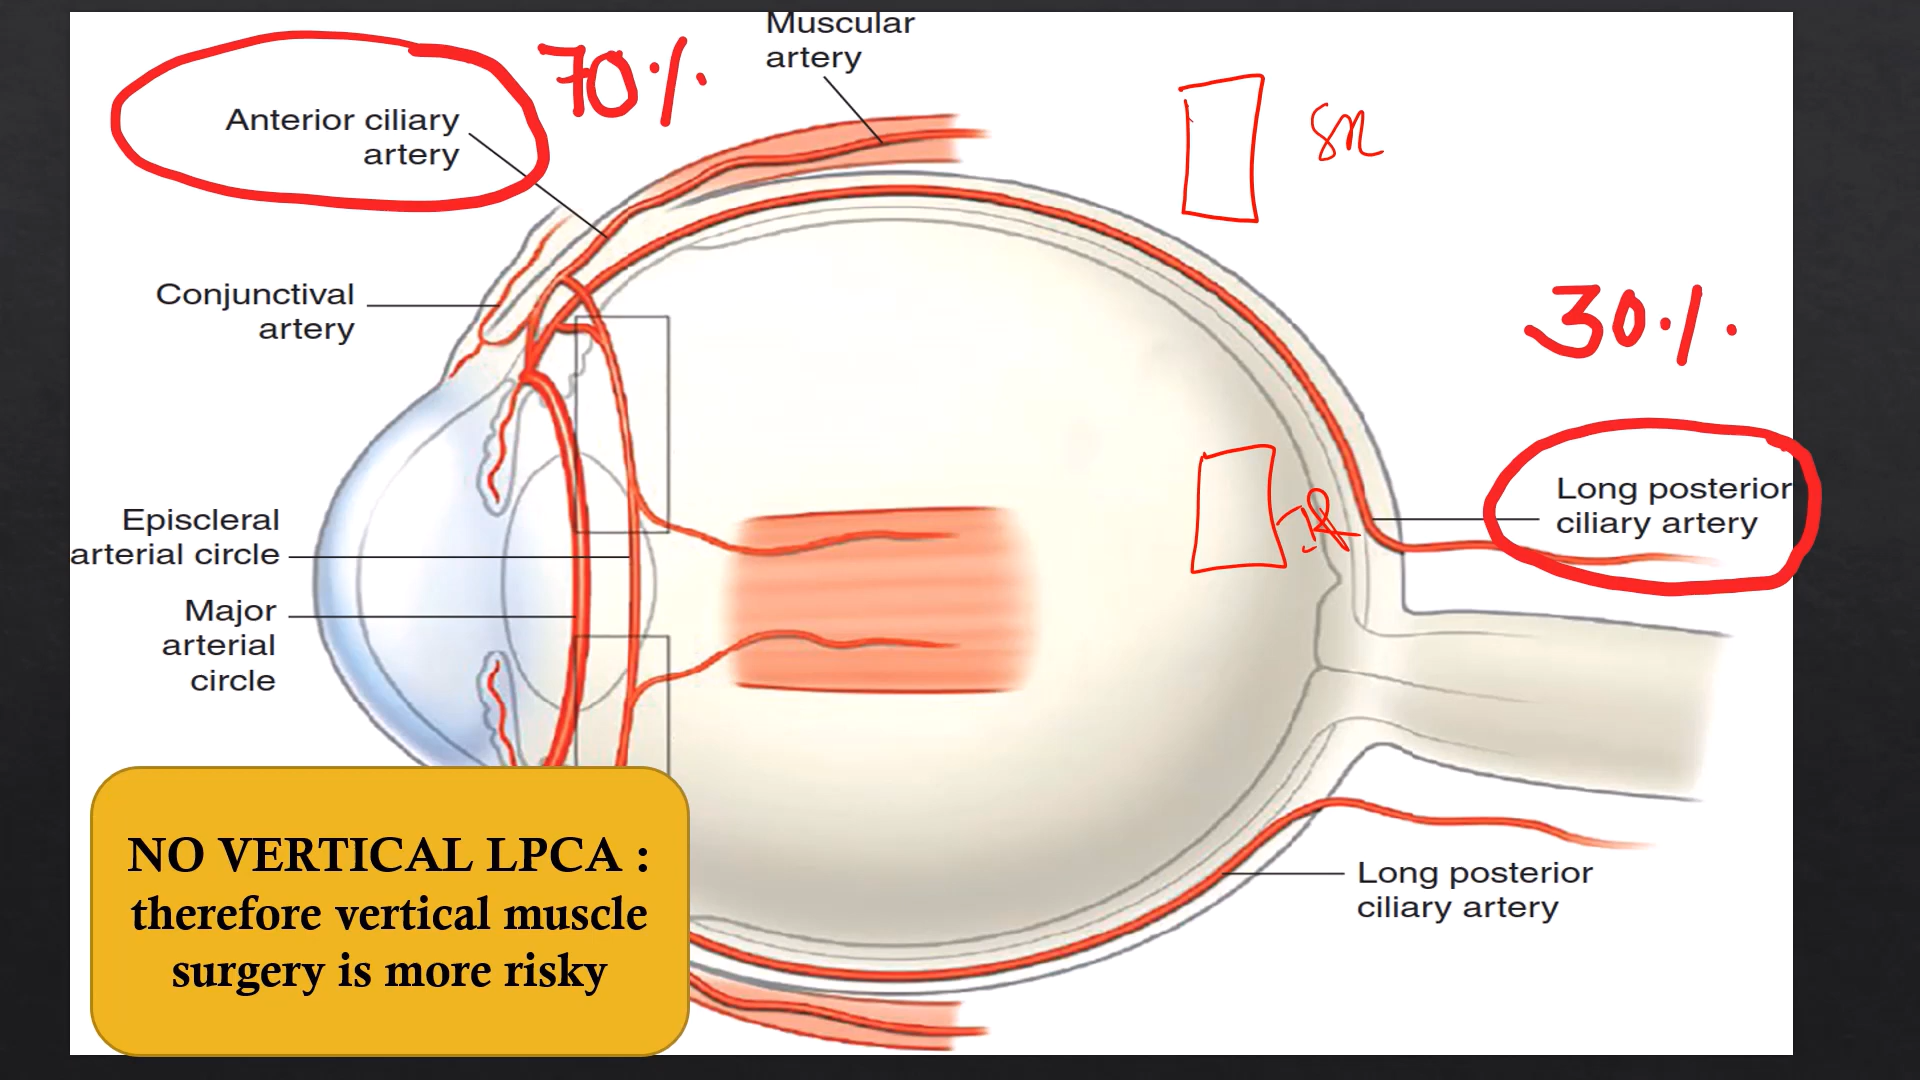 Muscular
artery
70%
Anterior ciliary
artery
SR
Conjunctival
artery
30%
Long posterior
ciliary artery
IR
Episcleral
arterial circle
Major
arterial
circle
NO VERTICAL LPCA :
therefore vertical muscle
surgery is more risky
Long posterior
ciliary artery